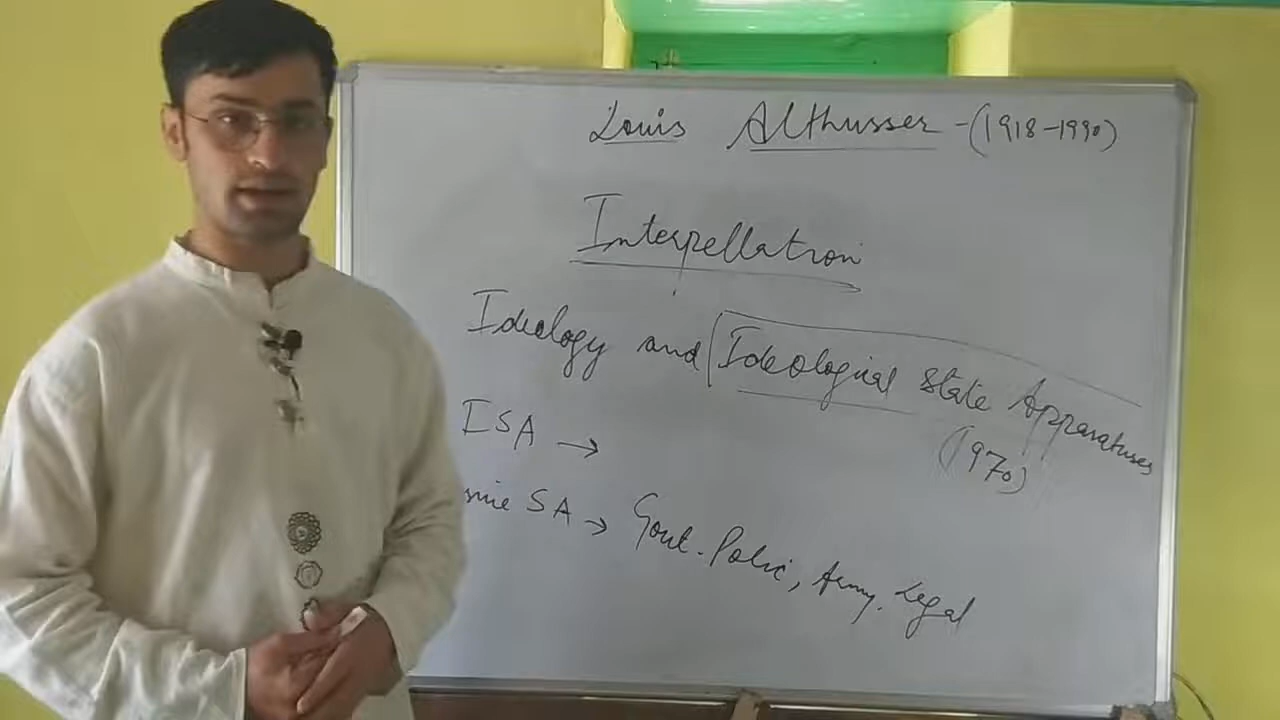 Louis Althusser - (1918-1990)
Interpellation
Ideology and Ideological State Apparatuses
(1970)
ISA →
SA → Govt. Police, Army, Legal